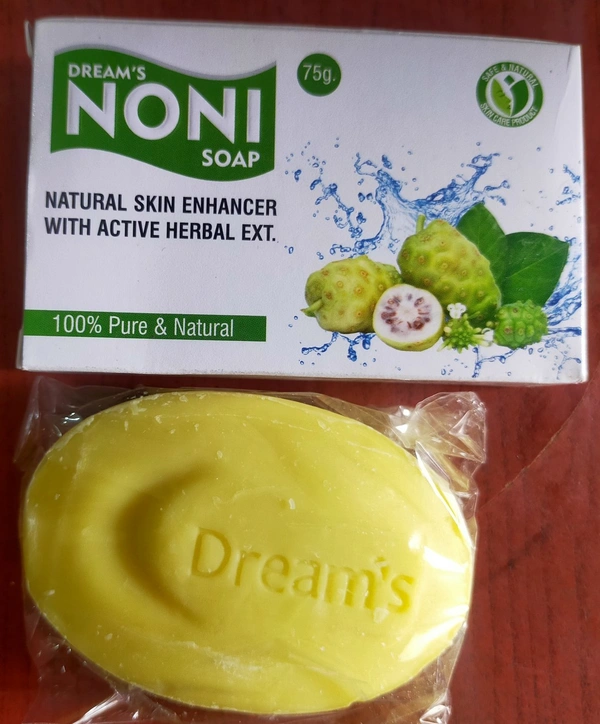 DREAM'S
NONI
SOAP
75g.
SAFE & NATURAL
SKIN CARE PRODUCT
NATURAL SKIN ENHANCER
WITH ACTIVE HERBAL EXT.
100% Pure & Natural
Dream's